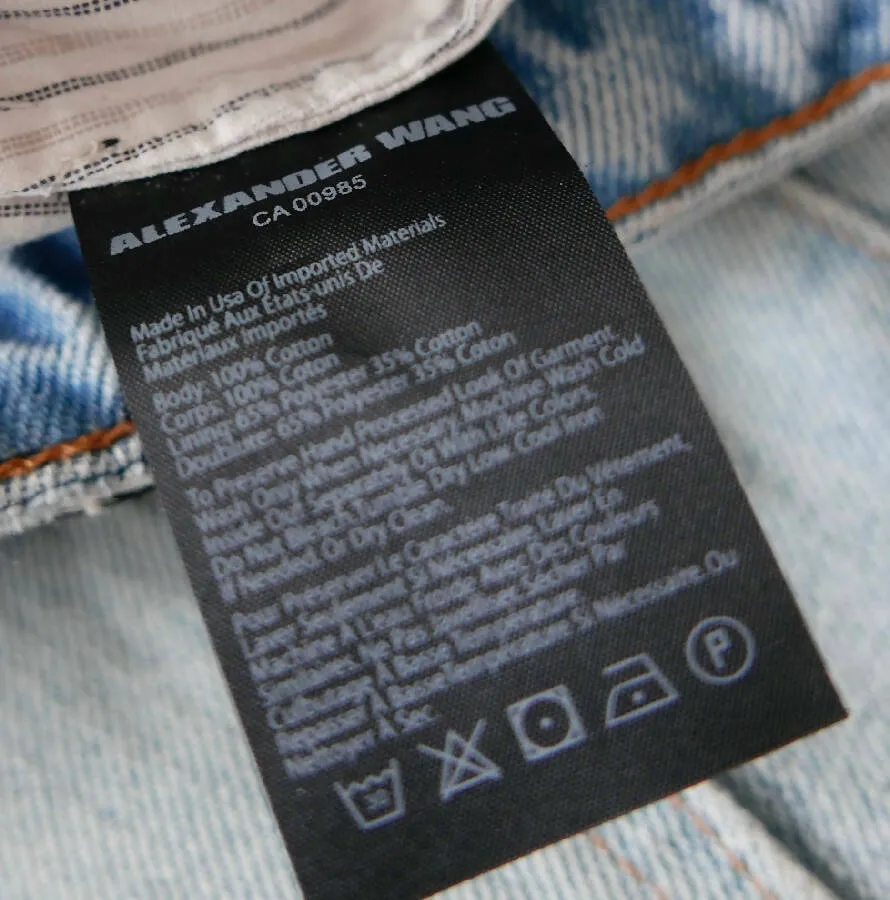 ALEXANDER WANG
CA 00985
Made In Usa Of Imported Materials
Fabriqué Aux États-unis De
Matériaux Importés
Body: 100% Cotton
Corps: 100% Coton
Lining: 65% Polyester 35% Cotton
Doublure: 65% Polyester 35% Coton
To Preserve Hand Processed Look Of Garment,
Wash Only When Necessary, Machine Wash Cold
Inside Out Separately Or With Like Colors
Do Not Bleach Tumble Dry Low Cool Iron
If Needed Or Dry Clean.
Pour Preserver Le Caractère Du Vêtement,
Laver Seulement Si Nécessaire Laver En
Machine À L'eau Froide Avec Des Couleurs
Similaires, Ne Pas Par
À Basse Température
Repasser À Basse Température Si Nécessaire, Ou
Nettoyer À Sec.
30
P